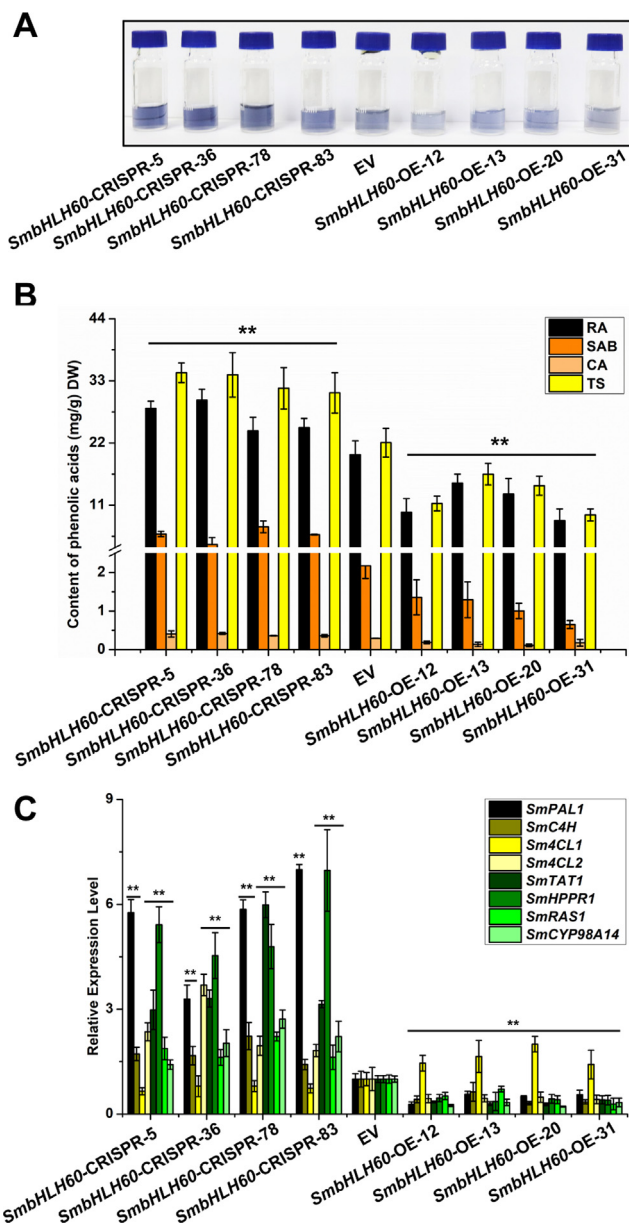 A
SmbHLH60-CRISPR-5
SmbHLH60-CRISPR-36
SmbHLH60-CRISPR-78
SmbHLH60-CRISPR-83
EV
SmbHLH60-OE-12
SmbHLH60-OE-13
SmbHLH60-OE-20
SmbHLH60-OE-31
B
Content of phenolic acids (mg/g) DW)
44
33
22
11
2
1
0
**
**
RA
SAB
CA
TS
SmbHLH60-CRISPR-5
SmbHLH60-CRISPR-36
SmbHLH60-CRISPR-78
SmbHLH60-CRISPR-83
EV
SmbHLH60-OE-12
SmbHLH60-OE-13
SmbHLH60-OE-20
SmbHLH60-OE-31
C
Relative Expression Level
9
6
3
0
** **
** **
** **
** **
**
SmPAL1
SmC4H
Sm4CL1
Sm4CL2
SmTAT1
SmHPPR1
SmRAS1
SmCYP98A14
SmbHLH60-CRISPR-5
SmbHLH60-CRISPR-36
SmbHLH60-CRISPR-78
SmbHLH60-CRISPR-83
EV
SmbHLH60-OE-12
SmbHLH60-OE-13
SmbHLH60-OE-20
SmbHLH60-OE-31